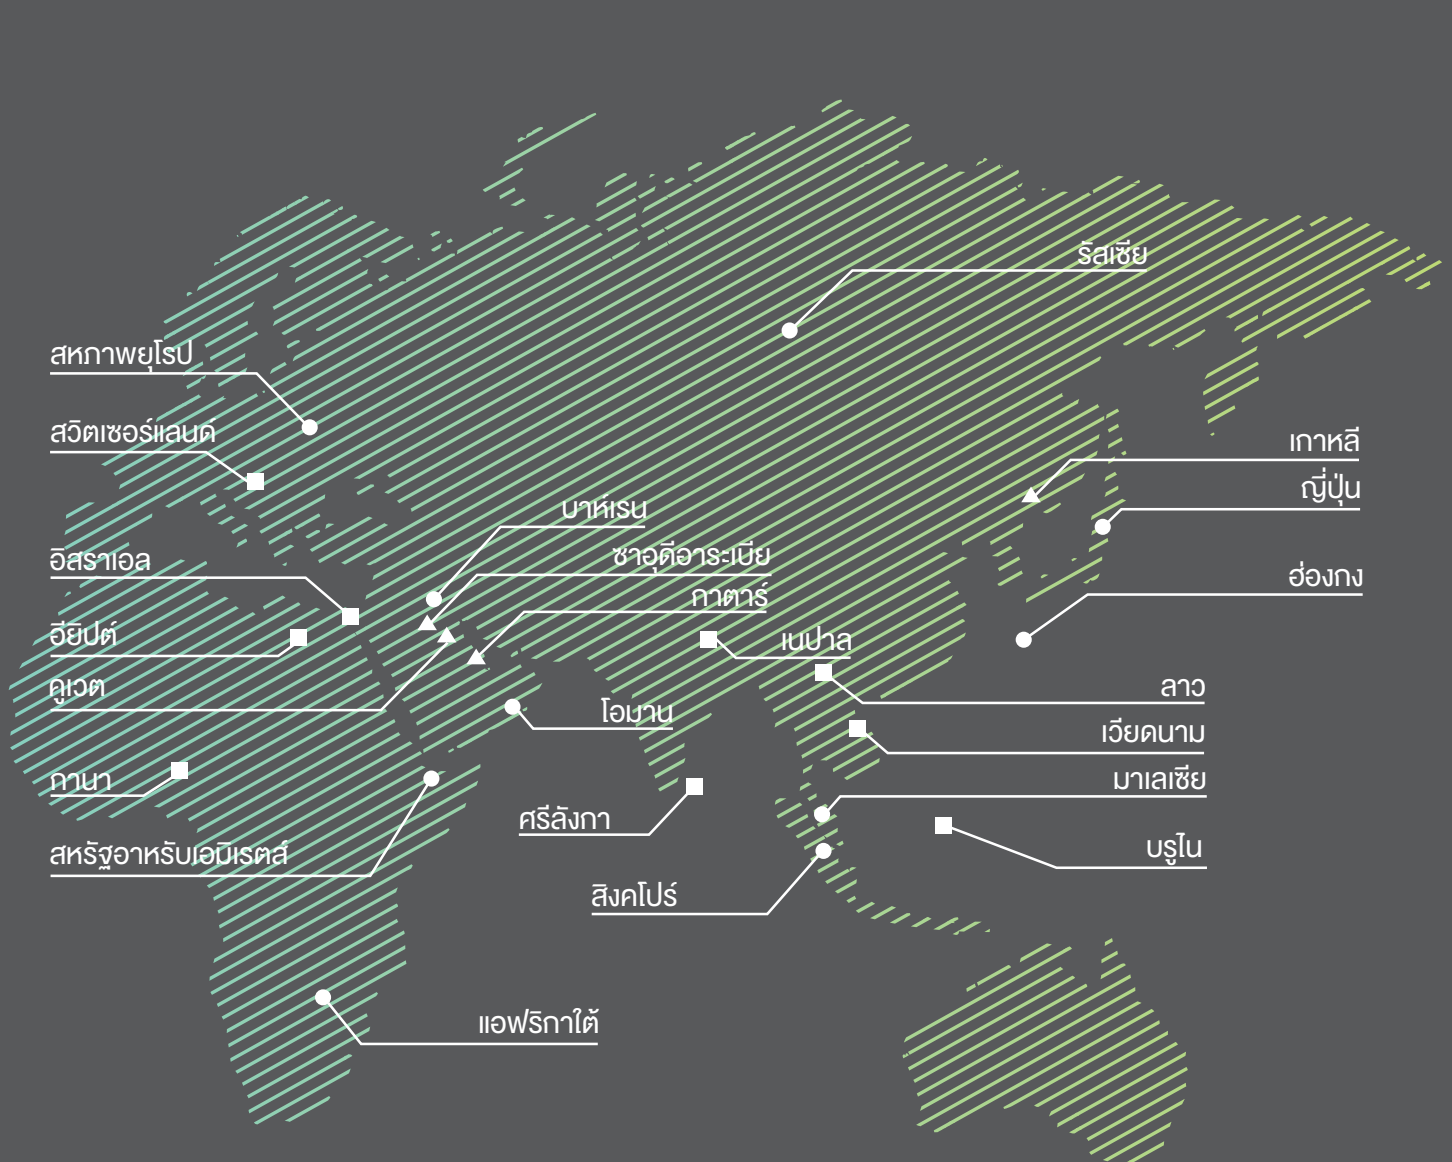 รัสเซีย
สหภาพยุโรป
สวิตเซอร์แลนด์
เกาหลี
ญี่ปุ่น
บาห์เรน
ซาอุดีอาระเบีย
อิสราเอล
ฮ่องกง
กาตาร์
อียิปต์
เนปาล
คูเวต
ลาว
โอมาน
เวียดนาม
กานา
มาเลเซีย
ศรีลังกา
บรูไน
สหรัฐอาหรับเอมิเรตส์
สิงคโปร์
แอฟริกาใต้